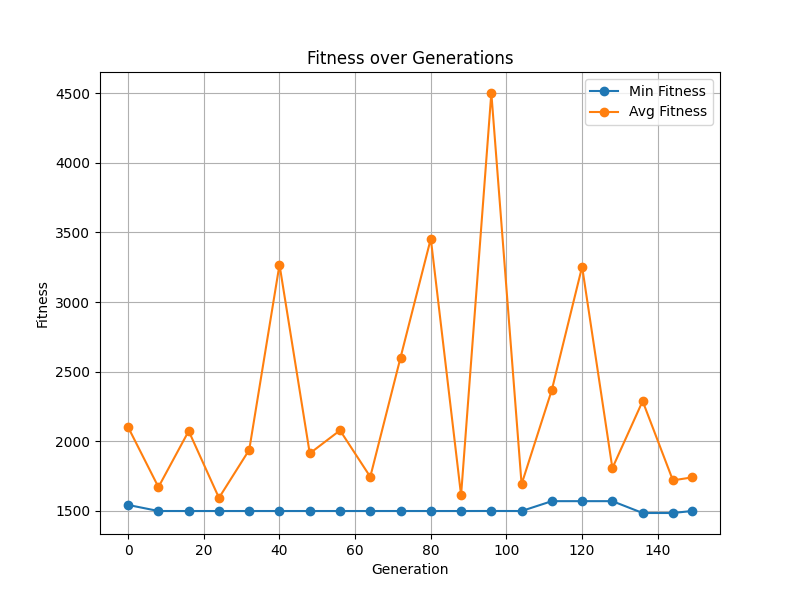 Fitness over Generations
Min Fitness
Avg Fitness
4500
4000
3500
3000
2500
2000
1500
Fitness
0 20 40 60 80 100 120 140
Generation